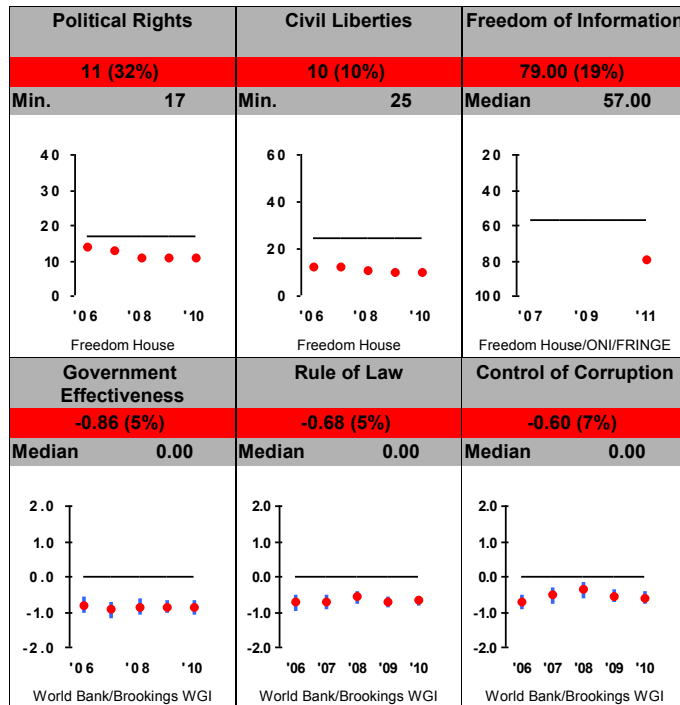 Political Rights
11 (32%)
Min. 17
40
30
20
10
0
'06 '08 '10
Freedom House
Civil Liberties
10 (10%)
Min. 25
60
40
20
0
'06 '08 '10
Freedom House
Freedom of Information
79.00 (19%)
Median 57.00
20
40
60
80
100
'07 '09 '11
Freedom House/ONI/FRINGE
Government
Effectiveness
-0.86 (5%)
Median 0.00
2.0
1.0
0.0
-1.0
-2.0
'06 '08 '10
World Bank/Brookings WGI
Rule of Law
-0.68 (5%)
Median 0.00
2.0
1.0
0.0
-1.0
-2.0
'06 '07 '08 '09 '10
World Bank/Brookings WGI
Control of Corruption
-0.60 (7%)
Median 0.00
2.0
1.0
0.0
-1.0
-2.0
'06 '07 '08 '09 '10
World Bank/Brookings WGI